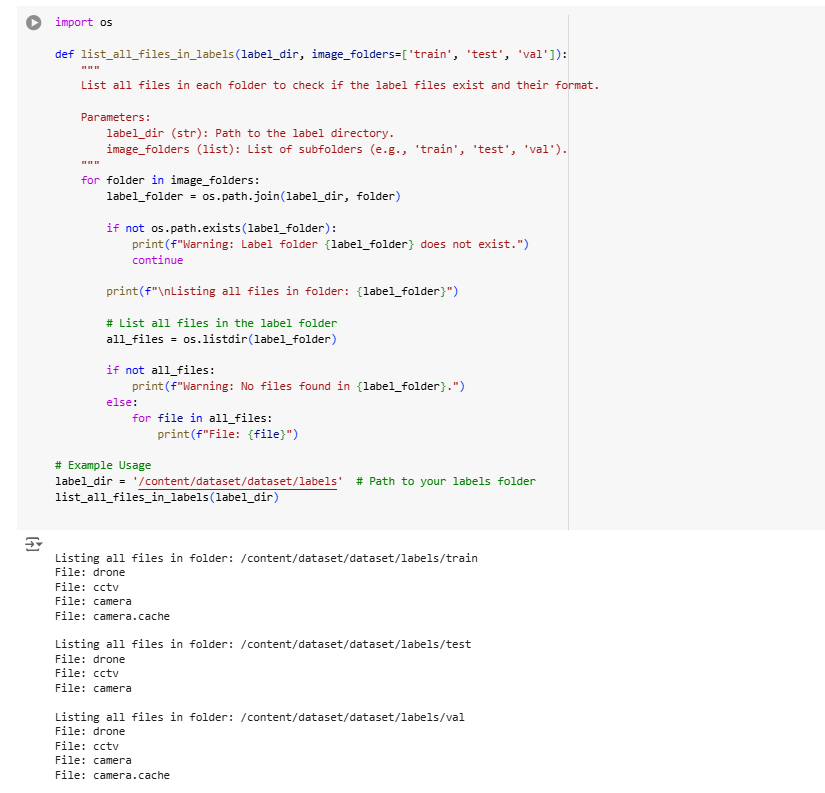 import os
def list_all_files_in_labels(label_dir, image_folders=['train', 'test', 'val']):
    """
    List all files in each folder to check if the label files exist and their format.
    Parameters:
        label_dir (str): Path to the label directory.
        image_folders (list): List of subfolders (e.g., 'train', 'test', 'val').
    """
    for folder in image_folders:
        label_folder = os.path.join(label_dir, folder)
        if not os.path.exists(label_folder):
            print(f"Warning: Label folder {label_folder} does not exist.")
            continue
        print(f"\nListing all files in folder: {label_folder}")
        # List all files in the label folder
        all_files = os.listdir(label_folder)
        if not all_files:
            print(f"Warning: No files found in {label_folder}.")
        else:
            for file in all_files:
                print(f"File: {file}")
# Example Usage
label_dir = '/content/dataset/dataset/labels'  # Path to your labels folder
list_all_files_in_labels(label_dir)
Listing all files in folder: /content/dataset/dataset/labels/train
File: drone
File: cctv
File: camera
File: camera.cache
Listing all files in folder: /content/dataset/dataset/labels/test
File: drone
File: cctv
File: camera
Listing all files in folder: /content/dataset/dataset/labels/val
File: drone
File: cctv
File: camera
File: camera.cache